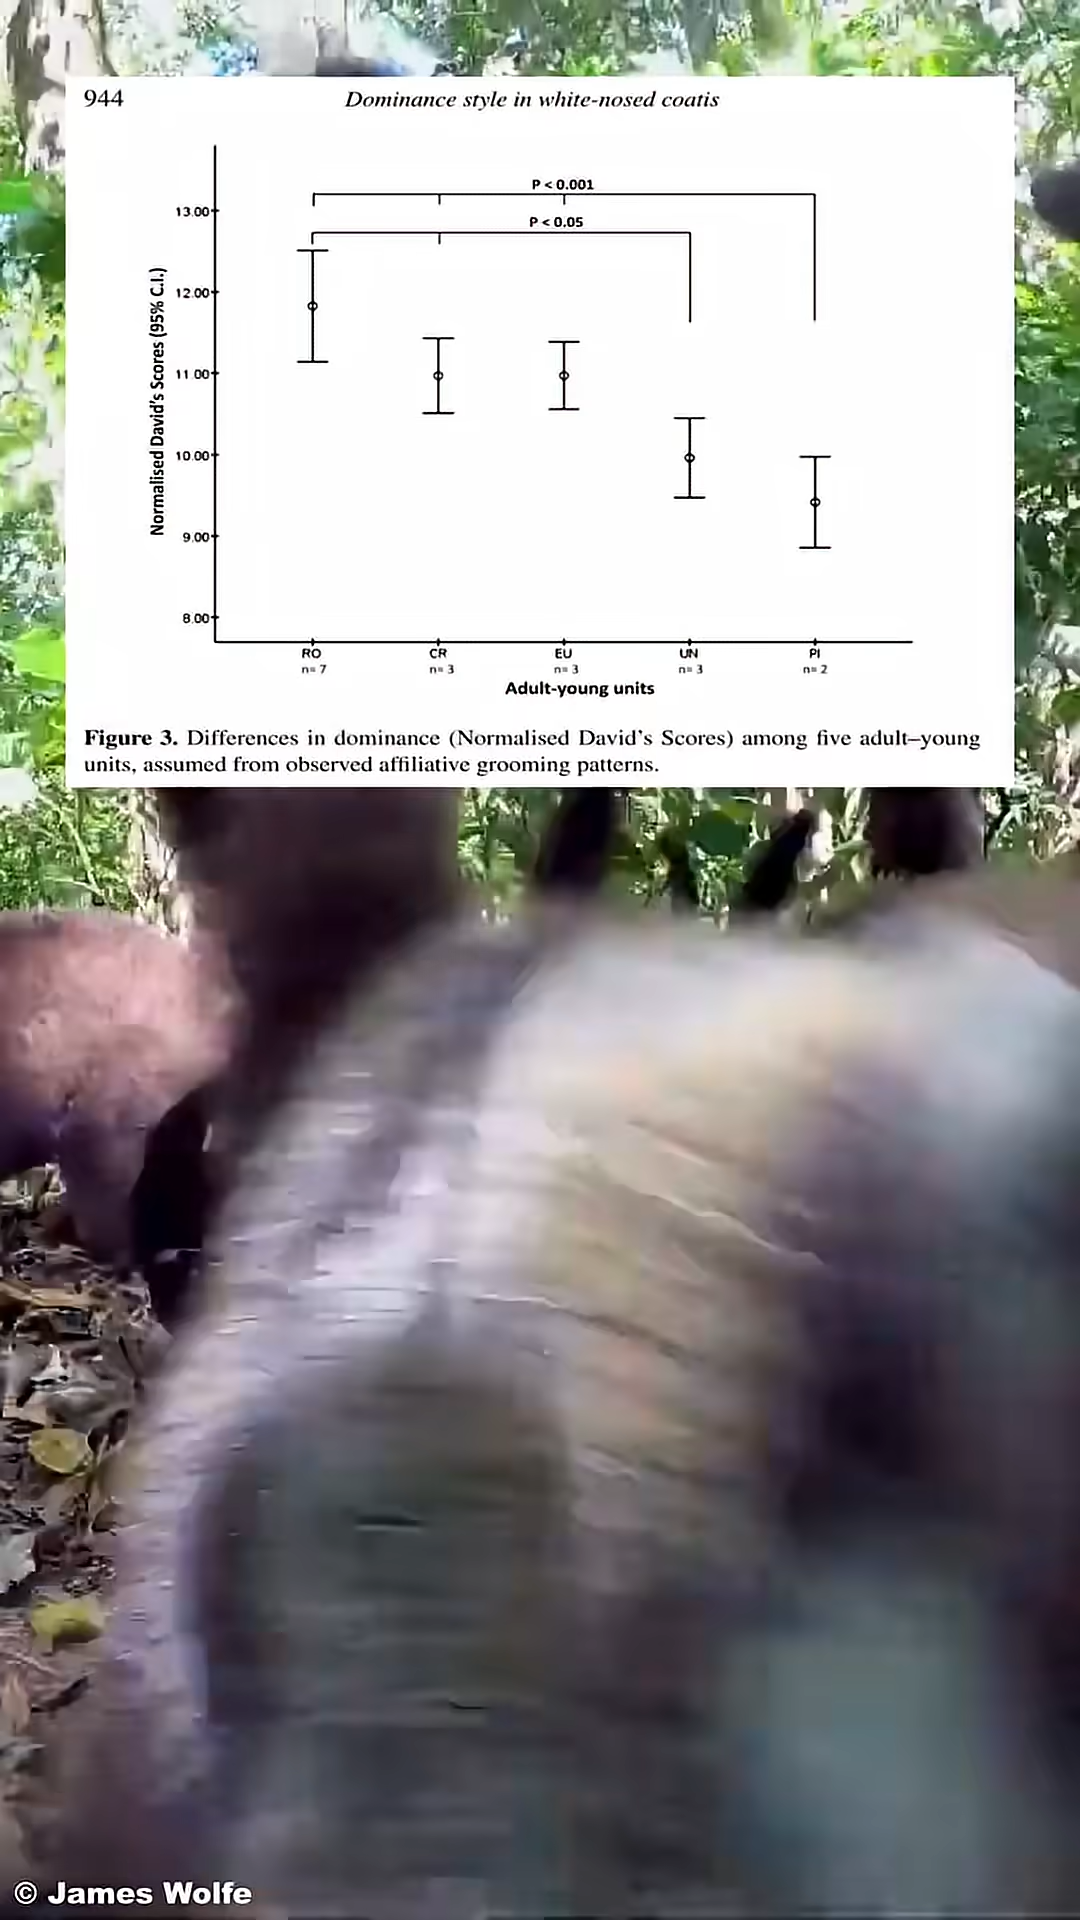 944 Dominance style in white-nosed coatis
P < 0.001
P < 0.05
Normalised David's Scores (95% C.I.)
13.00
12.00
11.00
10.00
9.00
8.00
RO CR EU UN PI
n= 7 n= 3 n= 3 n= 3 n= 2
Adult-young units
Figure 3. Differences in dominance (Normalised David's Scores) among five adult–young
units, assumed from observed affiliative grooming patterns.
© James Wolfe